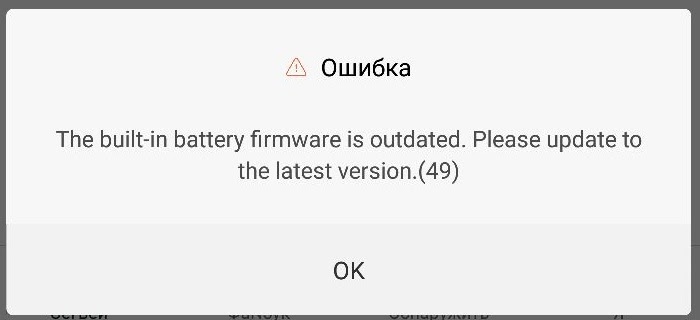 Ошибка
The built-in battery firmware is outdated. Please update to
the latest version.(49)
OK